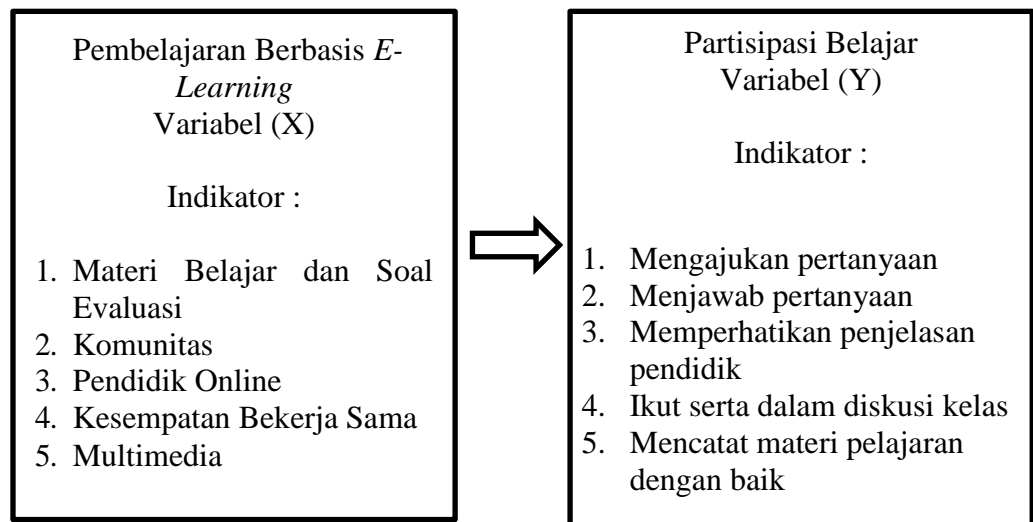 Pembelajaran Berbasis E-
Learning
Variabel (X)
Indikator :
1. Materi Belajar dan Soal
Evaluasi
2. Komunitas
3. Pendidik Online
4. Kesempatan Bekerja Sama
5. Multimedia
Partisipasi Belajar
Variabel (Y)
Indikator :
1. Mengajukan pertanyaan
2. Menjawab pertanyaan
3. Memperhatikan penjelasan
pendidik
4. Ikut serta dalam diskusi kelas
5. Mencatat materi pelajaran
dengan baik